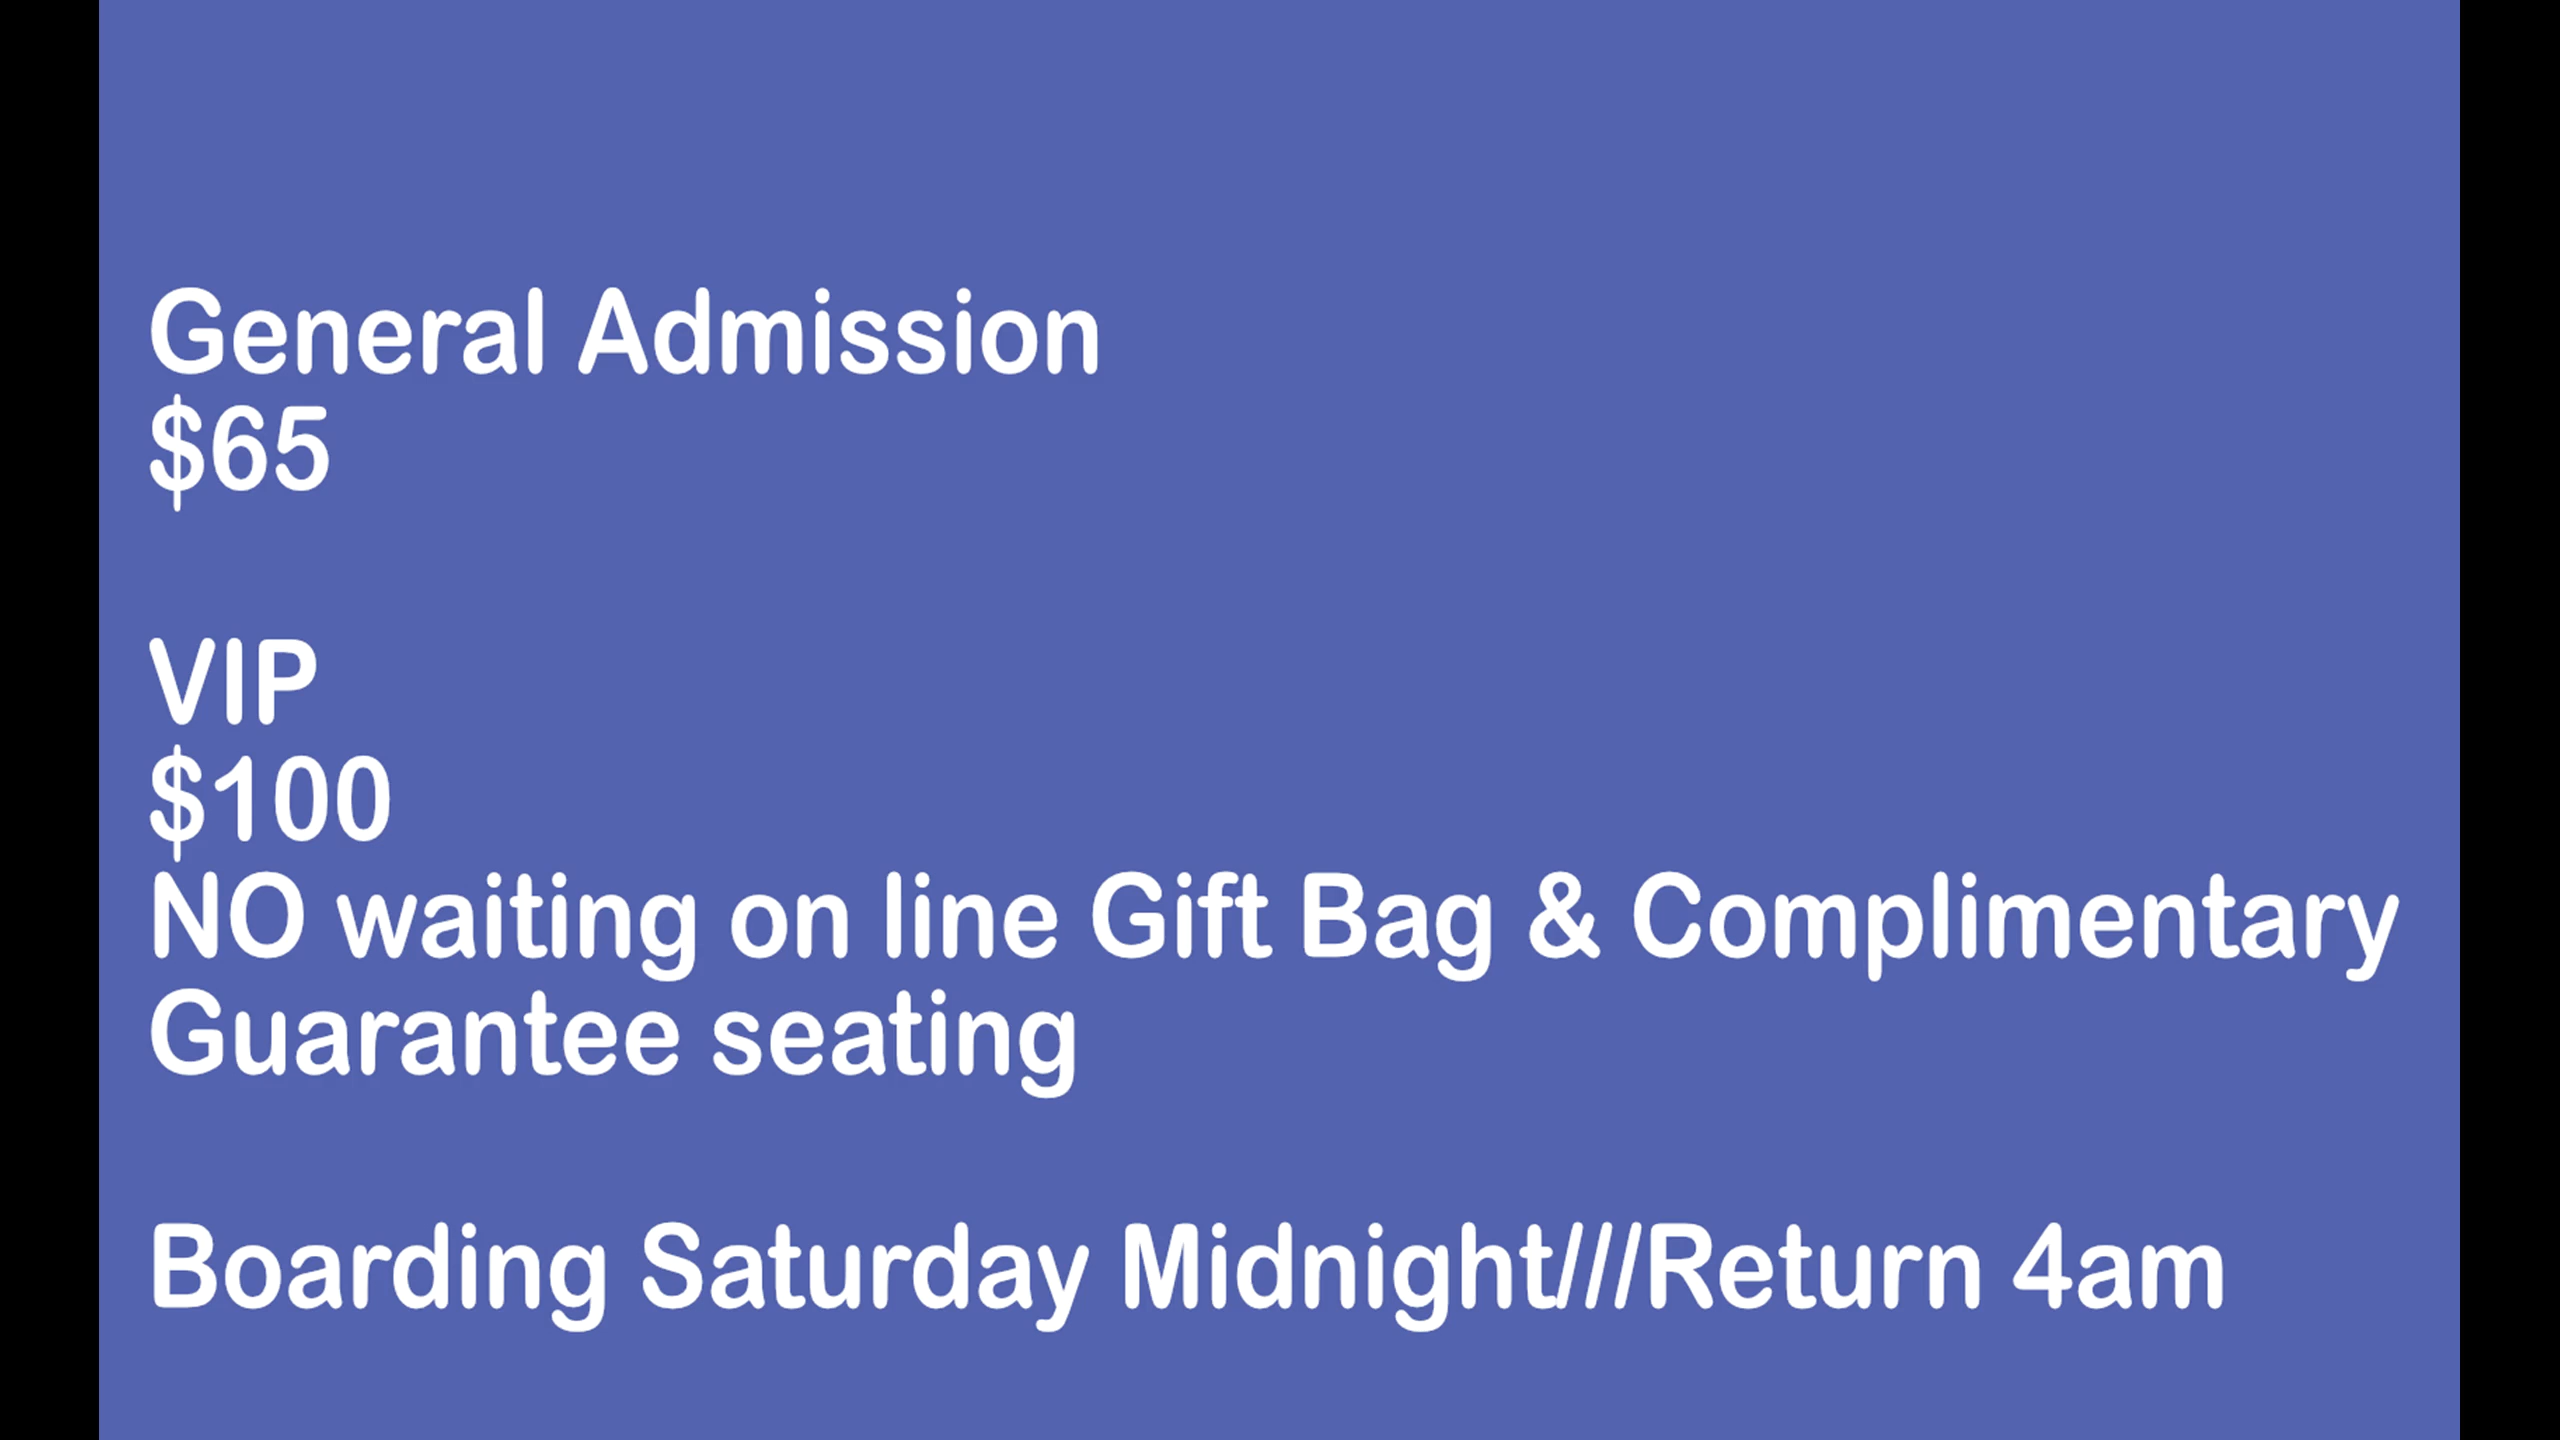 General Admission
$65
VIP
$100
NO waiting on line Gift Bag & Complimentary
Guarantee seating
Boarding Saturday Midnight///Return 4am